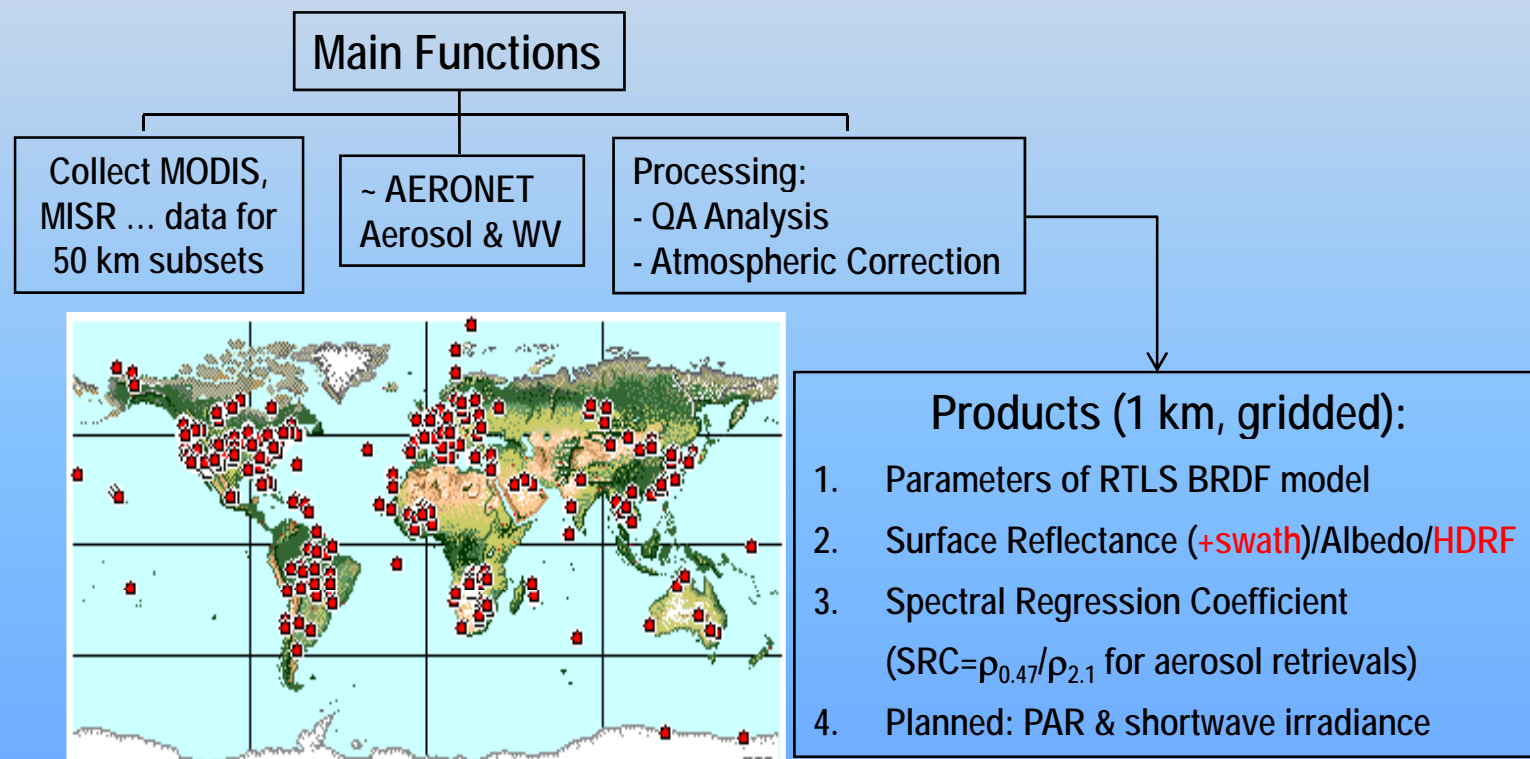 Main Functions
Collect MODIS,
MISR … data for
50 km subsets
~ AERONET
Aerosol & WV
Processing:
- QA Analysis
- Atmospheric Correction
Products (1 km, gridded):
1. Parameters of RTLS BRDF model
2. Surface Reflectance (+swath)/Albedo/HDRF
3. Spectral Regression Coefficient
(SRC=ρ0.47/ρ2.1 for aerosol retrievals)
4. Planned: PAR & shortwave irradiance